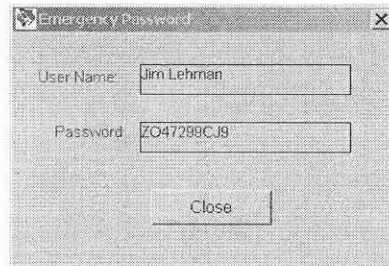 Emergency Password
User Name: Jim Lehman
Password ZO47299CJ9
Close